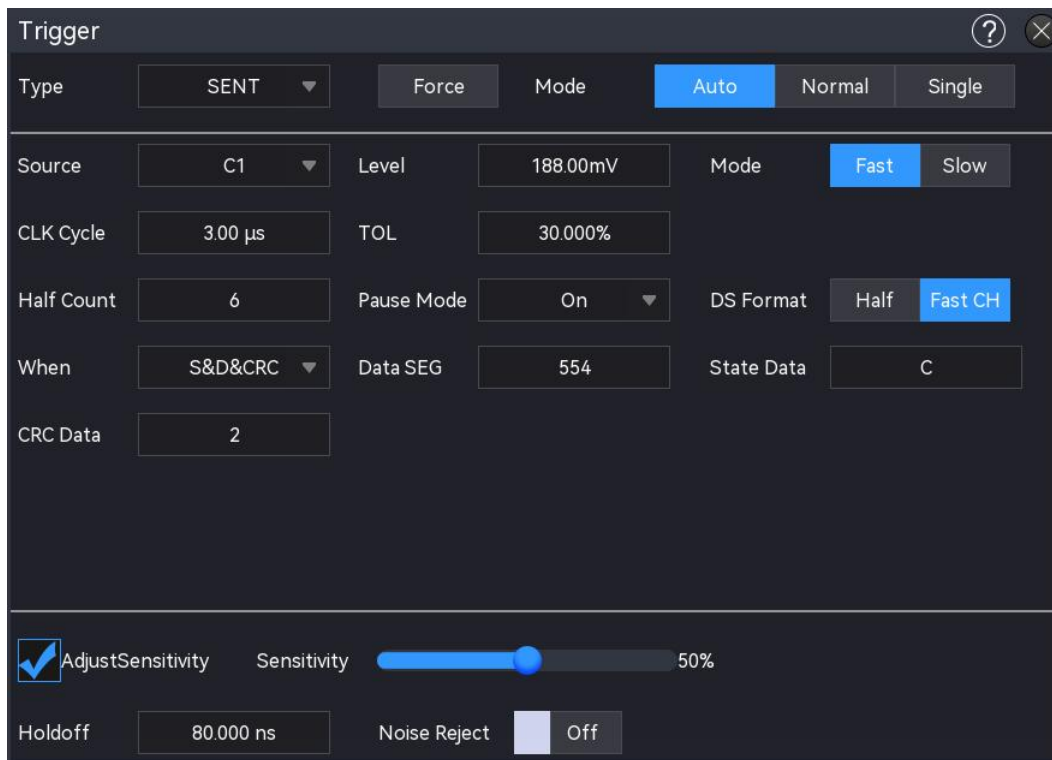 Trigger ?
Type SENT Force Mode Auto Normal Single
Source C1 Level 188.00mV Mode Fast Slow
CLK Cycle 3.00 μs TOL 30.000%
Half Count 6 Pause Mode On DS Format Half Fast CH
When S&D&CRC Data SEG 554 State Data C
CRC Data 2
AdjustSensitivity Sensitivity 50%
Holdoff 80.000 ns Noise Reject Off